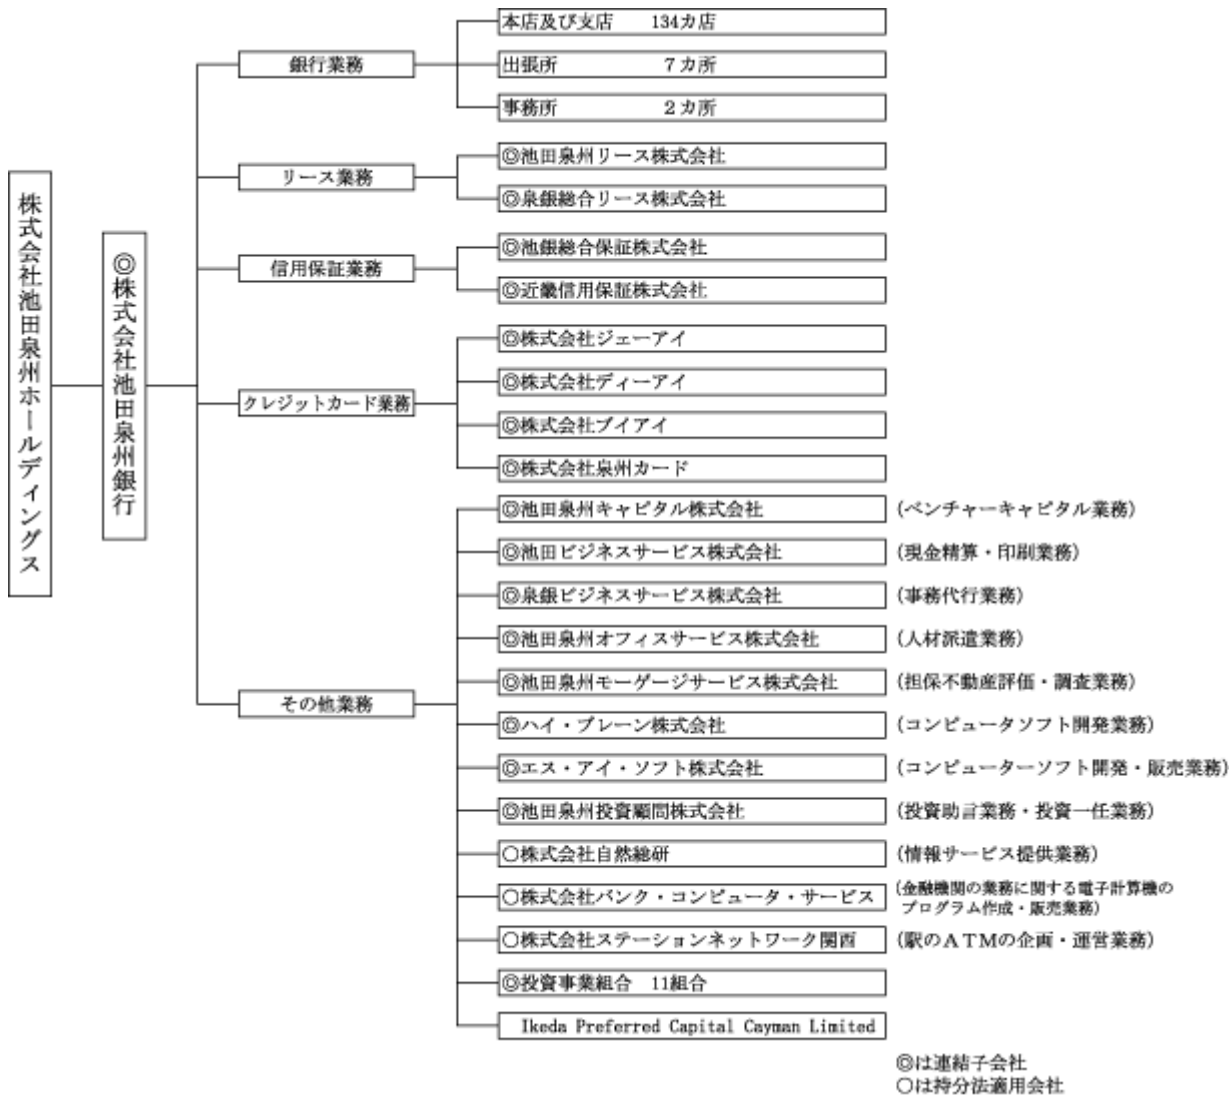 株式会社池田泉州ホールディングス
◎株式会社池田泉州銀行
銀行業務
本店及び支店 134カ店
出張所 7カ所
事務所 2カ所
リース業務
◎池田泉州リース株式会社
◎泉銀総合リース株式会社
信用保証業務
◎池銀総合保証株式会社
◎近畿信用保証株式会社
クレジットカード業務
◎株式会社ジェーアイ
◎株式会社ディーアイ
◎株式会社ブイアイ
◎株式会社泉州カード
その他業務
◎池田泉州キャピタル株式会社 (ベンチャーキャピタル業務)
◎池田ビジネスサービス株式会社 (現金精算・印刷業務)
◎泉銀ビジネスサービス株式会社 (事務代行業務)
◎池田泉州オフィスサービス株式会社 (人材派遣業務)
◎池田泉州モーゲージサービス株式会社 (担保不動産評価・調査業務)
◎ハイ・ブレーン株式会社 (コンピュータソフト開発業務)
◎エス・アイ・ソフト株式会社 (コンピューターソフト開発・販売業務)
◎池田泉州投資顧問株式会社 (投資助言業務・投資一任業務)
○株式会社自然総研 (情報サービス提供業務)
○株式会社バンク・コンピュータ・サービス (金融機関の業務に関する電子計算機の
プログラム作成・販売業務)
○株式会社ステーションネットワーク関西 (駅のＡＴＭの企画・運営業務)
◎投資事業組合 11組合
Ikeda Preferred Capital Cayman Limited
◎は連結子会社
○は持分法適用会社